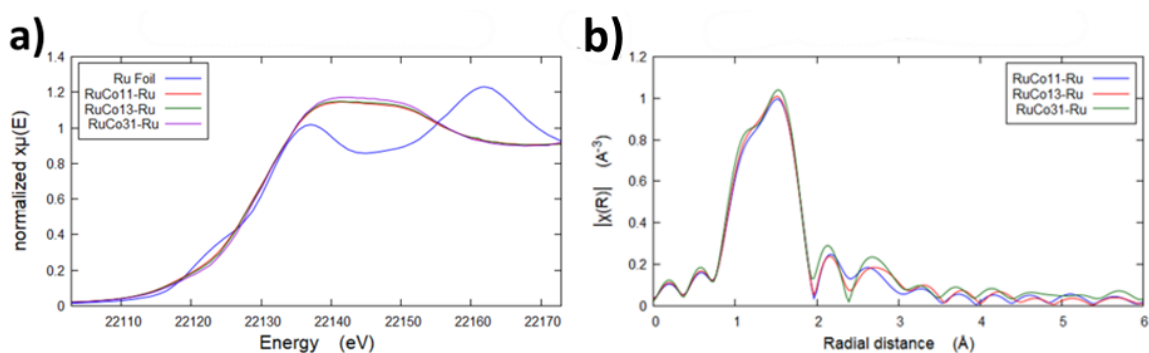 a)
1.4
1.2
1
0.8
0.6
0.4
0.2
0
normalized xμ(E)
Ru Foil
RuCo11-Ru
RuCo13-Ru
RuCo31-Ru
22110 22120 22130 22140 22150 22160 22170
Energy (eV)
b)
1.2
1
0.8
0.6
0.4
0.2
0
|χ(R)| (A⁻³)
RuCo11-Ru
RuCo13-Ru
RuCo31-Ru
0 1 2 3 4 5 6
Radial distance (Å)